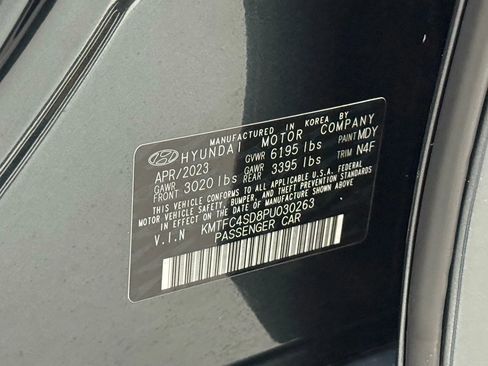 MANUFACTURED IN KOREA BY
HYUNDAI MOTOR COMPANY
APR/2023 GVWR 6195 lbs PAINT MDY
GAWR FRONT 3020 lbs GAWR REAR 3395 lbs TRIM N4F
THIS VEHICLE CONFORMS TO ALL APPLICABLE U.S.A. FEDERAL
MOTOR VEHICLE SAFETY, BUMPER, AND THEFT PREVENTION
STANDARDS IN EFFECT ON THE DATE OF MANUFACTURE SHOWN ABOVE.
V.I.N KMTFC4SD8PU030263
PASSENGER CAR